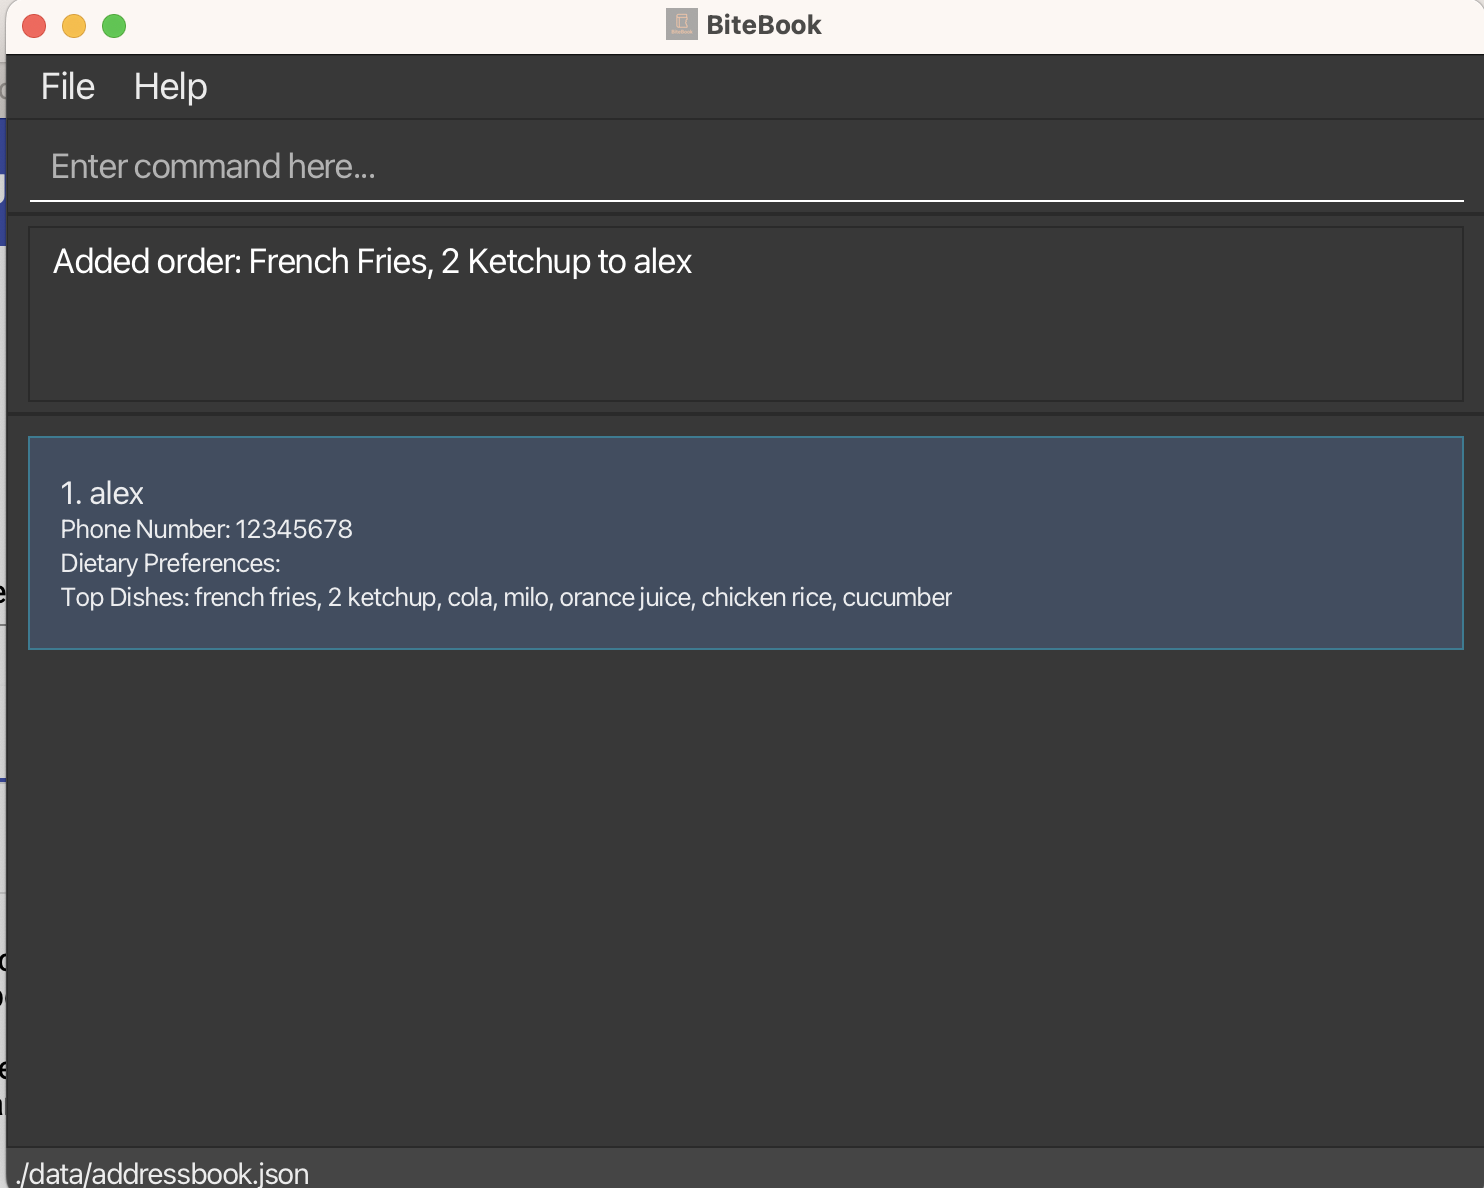 BiteBook
File Help
Enter command here...
Added order: French Fries, 2 Ketchup to alex
1. alex
Phone Number: 12345678
Dietary Preferences:
Top Dishes: french fries, 2 ketchup, cola, milo, orance juice, chicken rice, cucumber
./data/addressbook.json